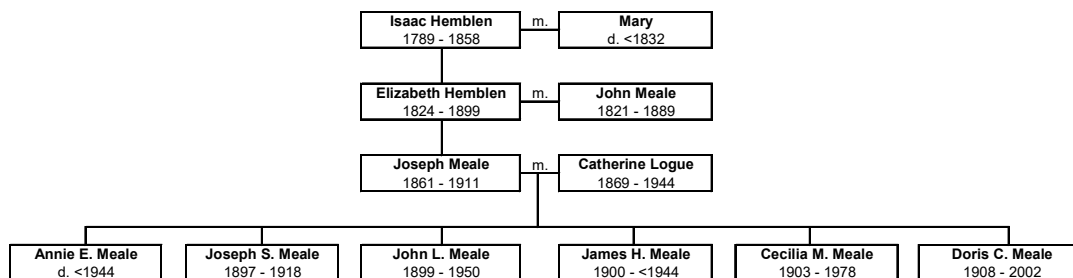 Isaac Hemblen m. Mary
1789 - 1858 d. <1832
Elizabeth Hemblen m. John Meale
1824 - 1899 1821 - 1889
Joseph Meale m. Catherine Logue
1861 - 1911 1869 - 1944
Annie E. Meale Joseph S. Meale John L. Meale James H. Meale Cecilia M. Meale Doris C. Meale
d. <1944 1897 - 1918 1899 - 1950 1900 - <1944 1903 - 1978 1908 - 2002